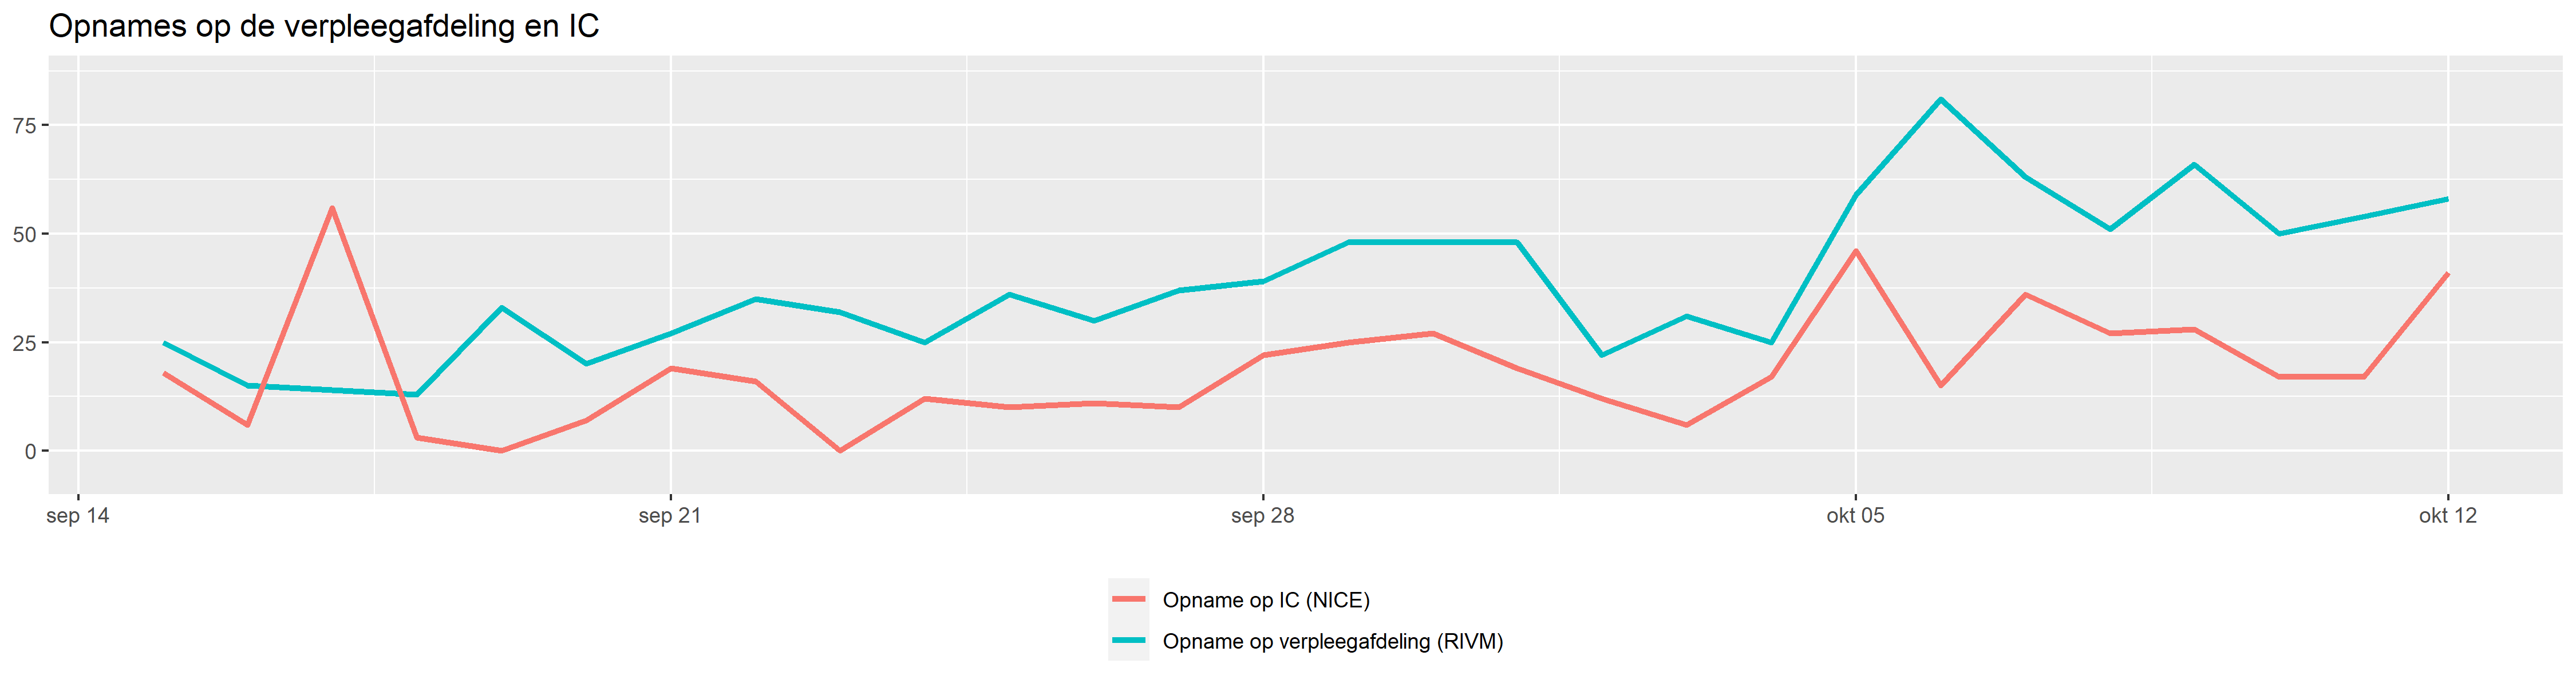 Opnames op de verpleegafdeling en IC
75
50
25
0
sep 14 sep 21 sep 28 okt 05 okt 12
Opname op IC (NICE)
Opname op verpleegafdeling (RIVM)